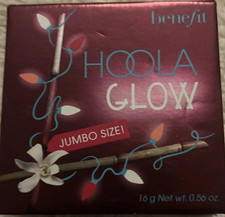 benefit
HOOLA
GLOW
JUMBO SIZE!
16 g Net wt. 0.56 oz.